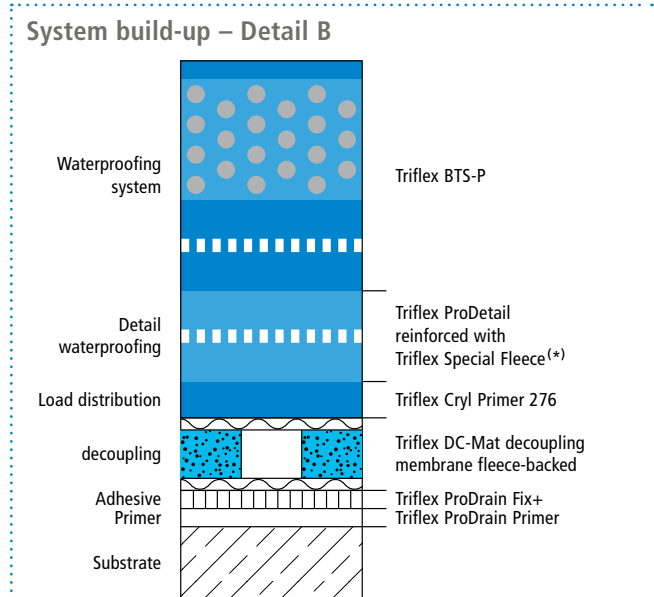 System build-up – Detail B
Waterproofing
system
Triflex BTS-P
Detail
waterproofing
Triflex ProDetail
reinforced with
Triflex Special Fleece(*)
Load distribution
Triflex Cryl Primer 276
decoupling
Triflex DC-Mat decoupling
membrane fleece-backed
Adhesive
Triflex ProDrain Fix+
Primer
Triflex ProDrain Primer
Substrate